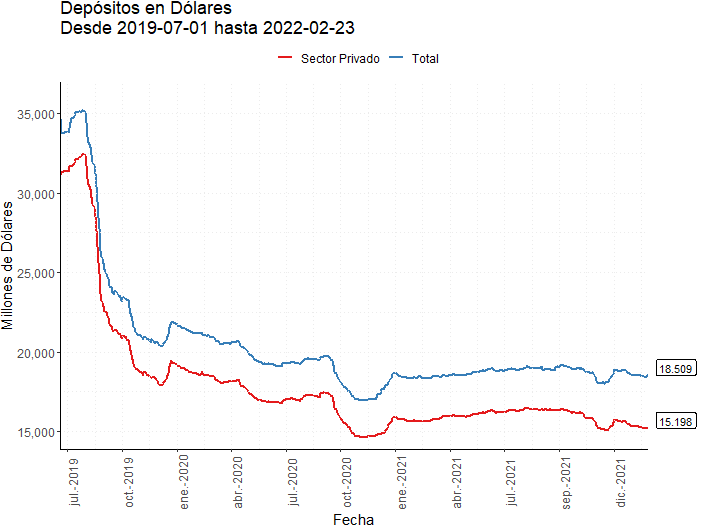 Depósitos en Dólares
Desde 2019-07-01 hasta 2022-02-23
Sector Privado Total
Millones de Dólares
35,000
30,000
25,000
20,000
15,000
18.509
15.198
jul.-2019 oct.-2019 ene.-2020 abr.-2020 jul.-2020 oct.-2020 ene.-2021 abr.-2021 jul.-2021 sep.-2021 dic.-2021
Fecha